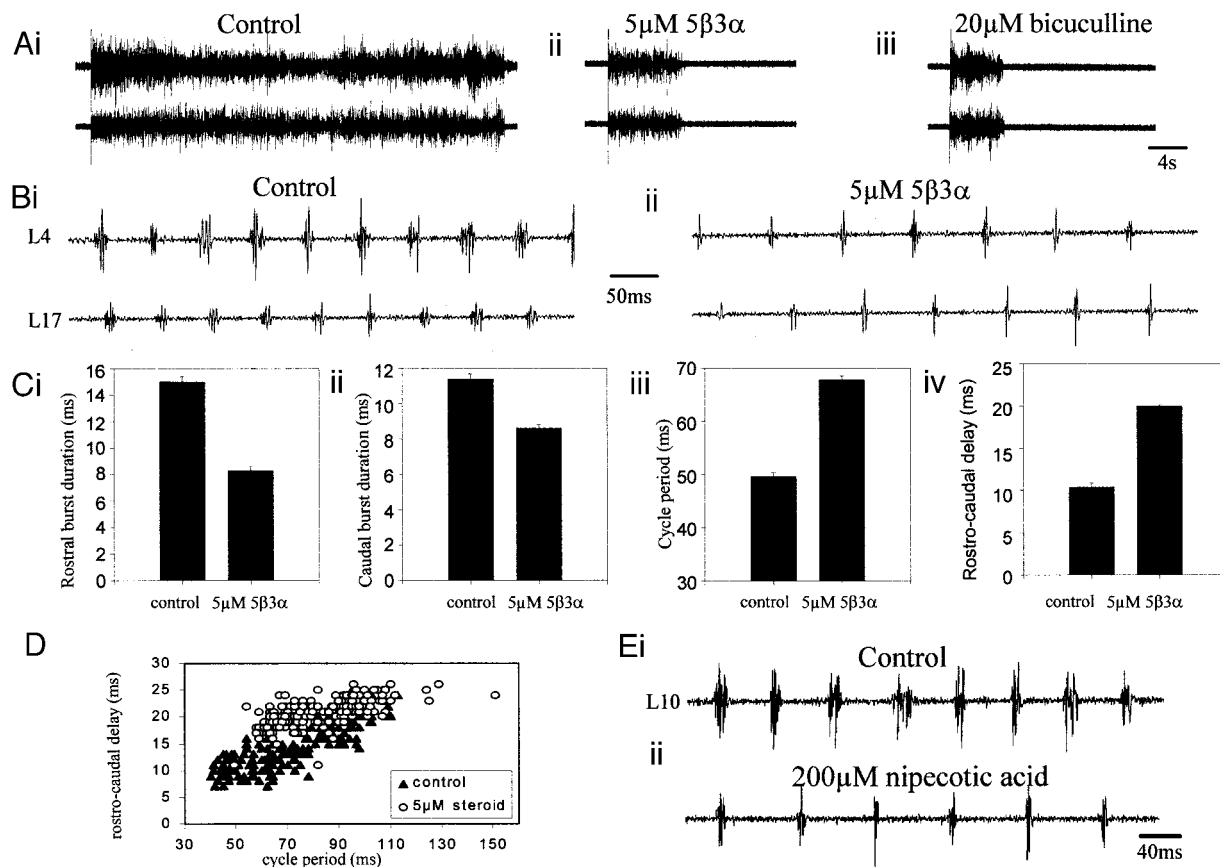 Ai
Control
ii
5µM 5β3α
iii
20µM bicuculline
4s
Bi
Control
ii
5µM 5β3α
L4
50ms
L17
Ci
Rostral burst duration (ms)
16
14
12
10
8
6
4
2
0
control 5µM 5β3α
ii
Caudal burst duration (ms)
12
10
8
6
4
2
0
control 5µM 5β3α
iii
Cycle period (ms)
70
60
50
40
30
control 5µM 5β3α
iv
Rostro-caudal delay (ms)
25
20
15
10
5
0
control 5µM 5β3α
D
rostro-caudal delay (ms)
30
25
20
15
10
5
0
30 50 70 90 110 130 150
cycle period (ms)
control
5µM steroid
Ei
Control
L10
ii
200µM nipecotic acid
40ms